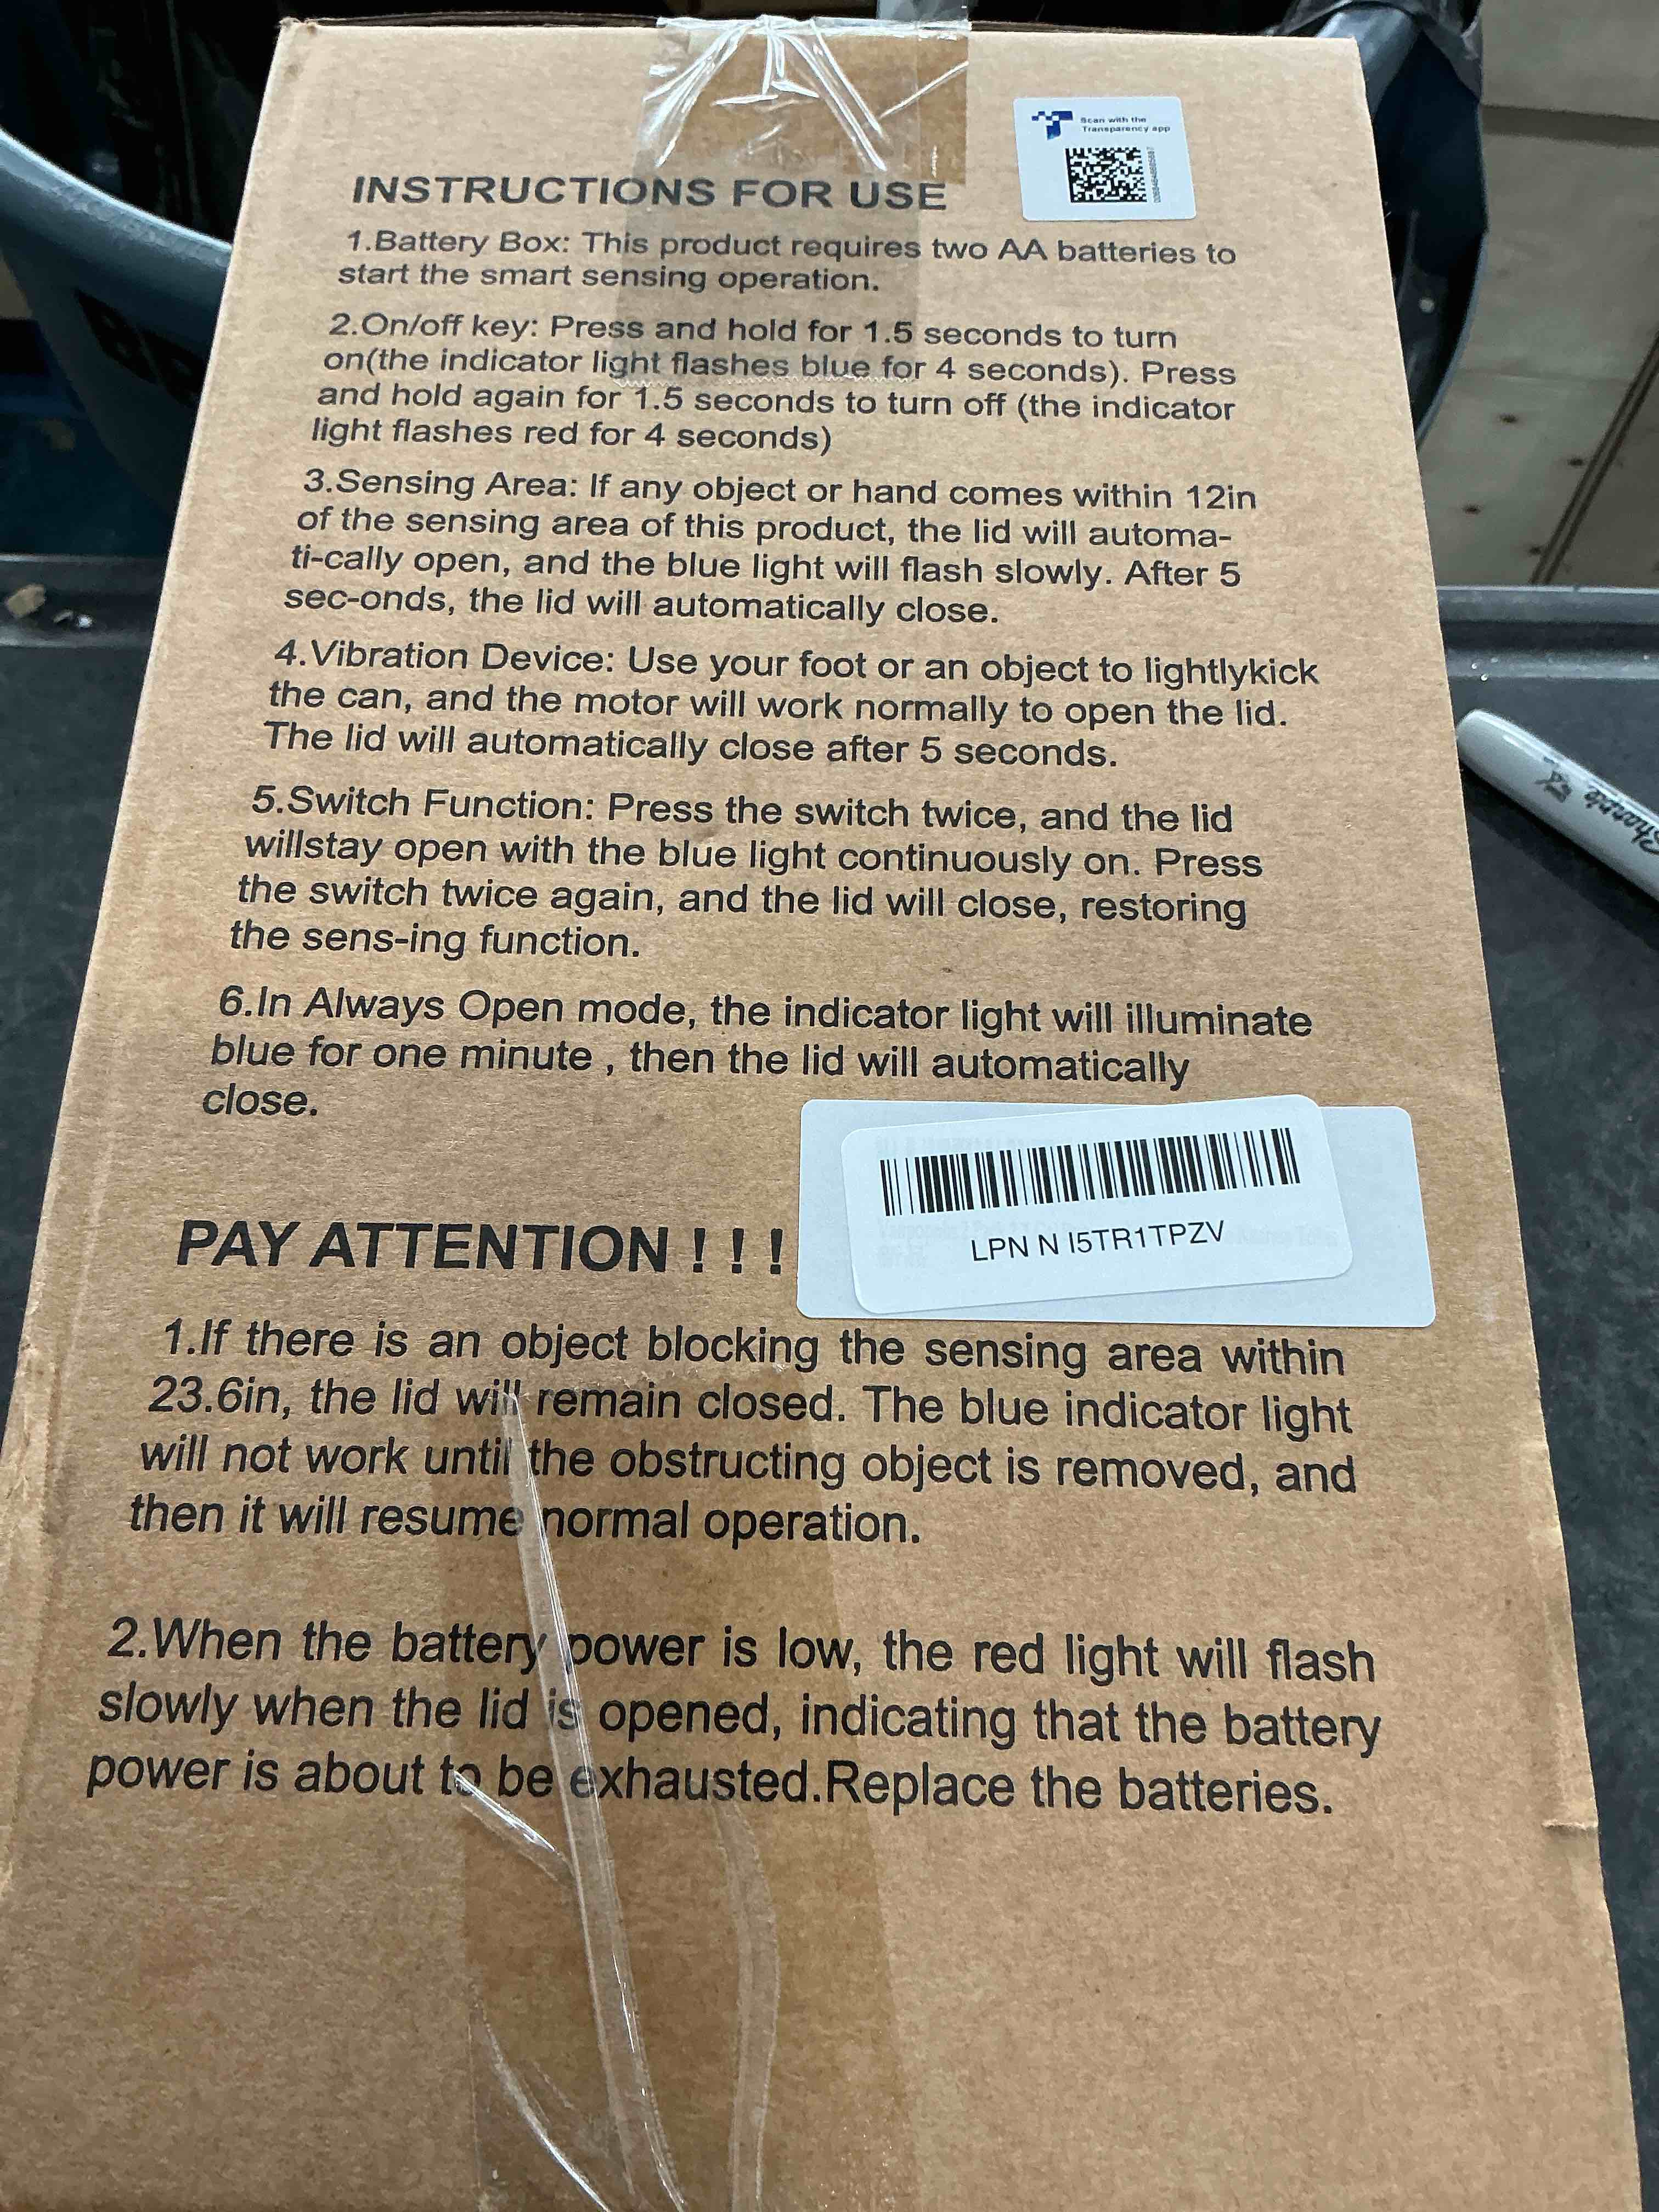 Scan with the
Transparency app
INSTRUCTIONS FOR USE
1.Battery Box: This product requires two AA batteries to
start the smart sensing operation.
2.On/off key: Press and hold for 1.5 seconds to turn
on(the indicator light flashes blue for 4 seconds). Press
and hold again for 1.5 seconds to turn off (the indicator
light flashes red for 4 seconds)
3.Sensing Area: If any object or hand comes within 12in
of the sensing area of this product, the lid will automa-
ti-cally open, and the blue light will flash slowly. After 5
sec-onds, the lid will automatically close.
4.Vibration Device: Use your foot or an object to lightlykick
the can, and the motor will work normally to open the lid.
The lid will automatically close after 5 seconds.
5.Switch Function: Press the switch twice, and the lid
willstay open with the blue light continuously on. Press
the switch twice again, and the lid will close, restoring
the sens-ing function.
6.In Always Open mode, the indicator light will illuminate
blue for one minute , then the lid will automatically
close.
LPN N I5TR1TPZV
PAY ATTENTION ! ! !
1.If there is an object blocking the sensing area within
23.6in, the lid will remain closed. The blue indicator light
will not work until the obstructing object is removed, and
then it will resume normal operation.
2.When the battery power is low, the red light will flash
slowly when the lid is opened, indicating that the battery
power is about to be exhausted.Replace the batteries.
Sharpie